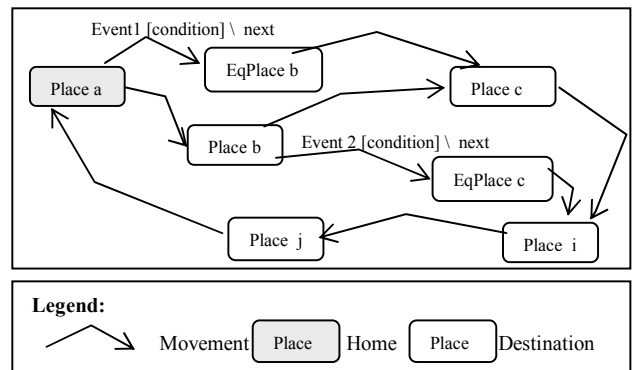 Event1 [condition] \ next
EqPlace b
Place a
Place c
Place b
Event 2 [condition] \ next
EqPlace c
Place j
Place i
Legend:
Movement Place Home Place Destination